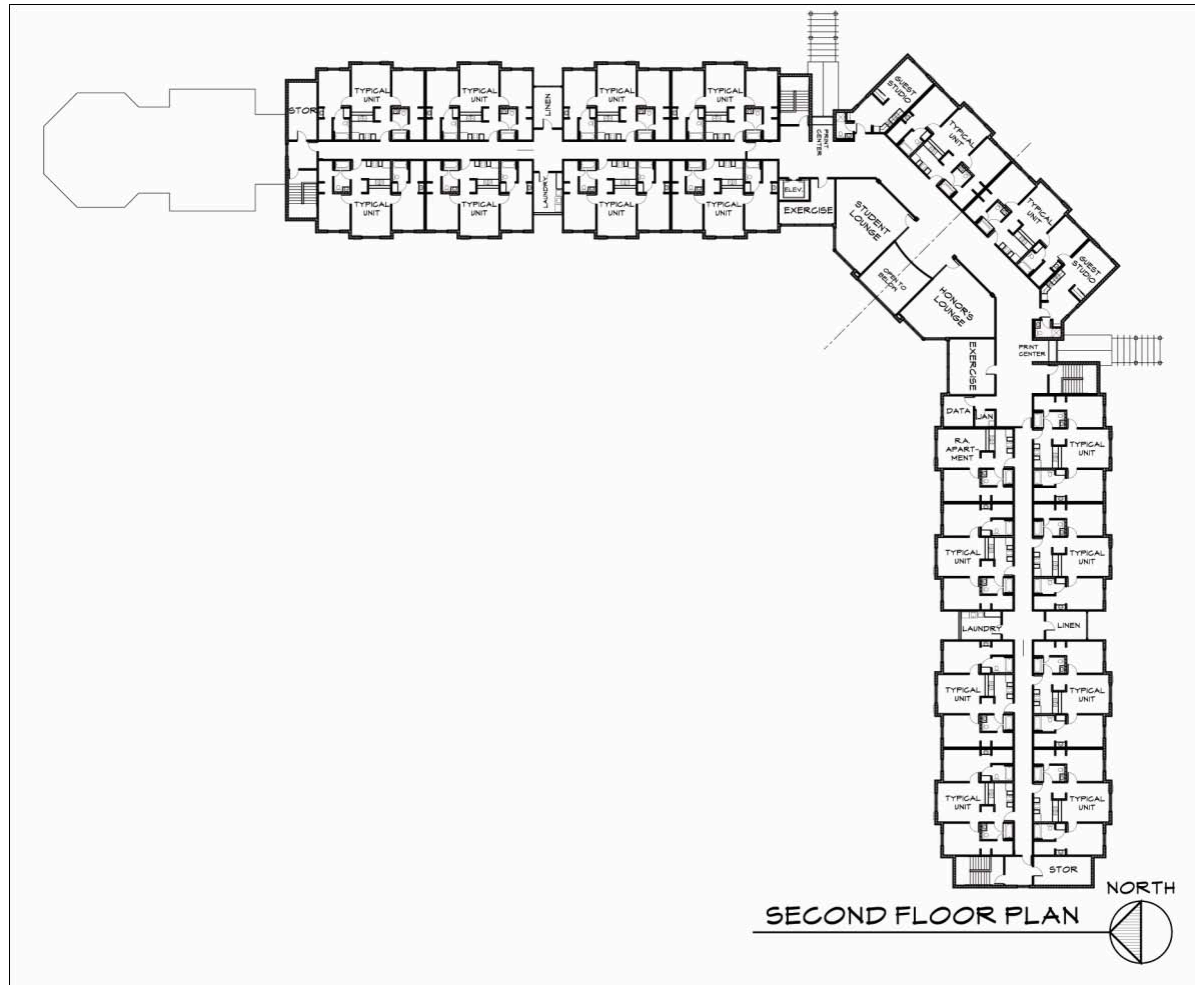 STOR
TYPICAL
UNIT
TYPICAL
UNIT
LINEN
TYPICAL
UNIT
TYPICAL
UNIT
PRINT
CENTER
GUEST
STUDIO
TYPICAL
UNIT
TYPICAL
UNIT
GUEST
STUDIO
TYPICAL
UNIT
TYPICAL
UNIT
LAUNDRY
TYPICAL
UNIT
TYPICAL
UNIT
ELEV.
EXERCISE
STUDENT
LOUNGE
OPEN TO
BELOW
HONOR'S
LOUNGE
PRINT
CENTER
EXERCISE
DATA
JAN
R.A.
APART-
MENT
TYPICAL
UNIT
TYPICAL
UNIT
TYPICAL
UNIT
LAUNDRY
LINEN
TYPICAL
UNIT
TYPICAL
UNIT
TYPICAL
UNIT
TYPICAL
UNIT
STOR
NORTH
SECOND FLOOR PLAN